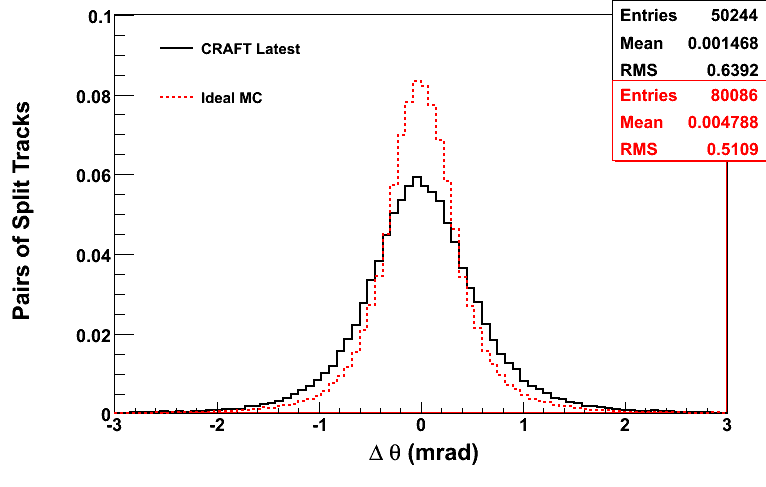 Entries 50244
Mean 0.001468
RMS 0.6392
Entries 80086
Mean 0.004788
RMS 0.5109
CRAFT Latest
Ideal MC
Pairs of Split Tracks
0.1
0.08
0.06
0.04
0.02
0
-3 -2 -1 0 1 2 3
Δ θ (mrad)